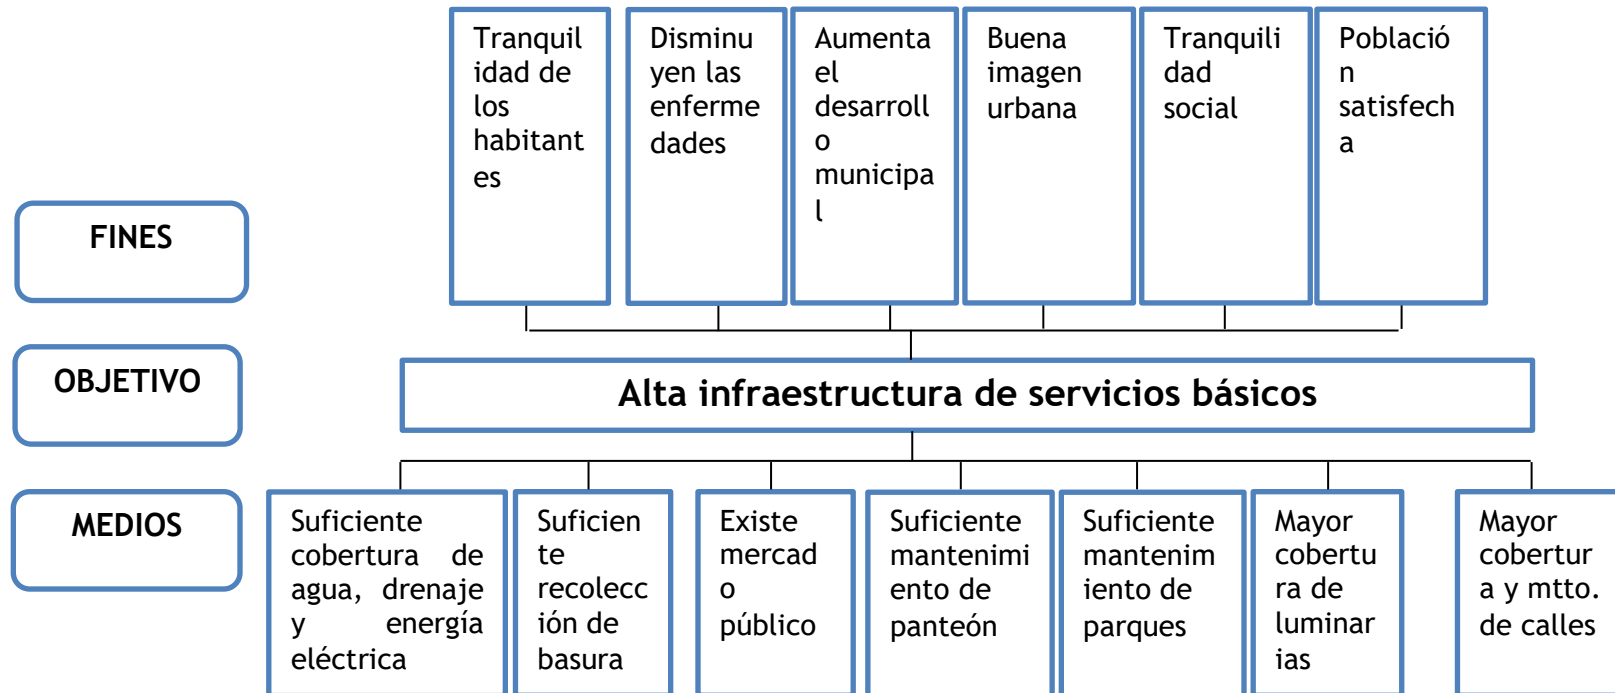 Tranquil
idad de
los
habitant
es
Disminu
yen las
enferme
dades
Aumenta
el
desarroll
o
municipa
l
Buena
imagen
urbana
Tranquili
dad
social
Població
n
satisfech
a
FINES
OBJETIVO
Alta infraestructura de servicios básicos
MEDIOS
Suficiente
cobertura de
agua, drenaje
y energía
eléctrica
Suficien
te
recolecc
ión de
basura
Existe
mercad
o
público
Suficiente
mantenimi
ento de
panteón
Suficiente
mantenim
iento de
parques
Mayor
cobertu
ra de
luminar
ias
Mayor
cobertur
a y mtto.
de calles